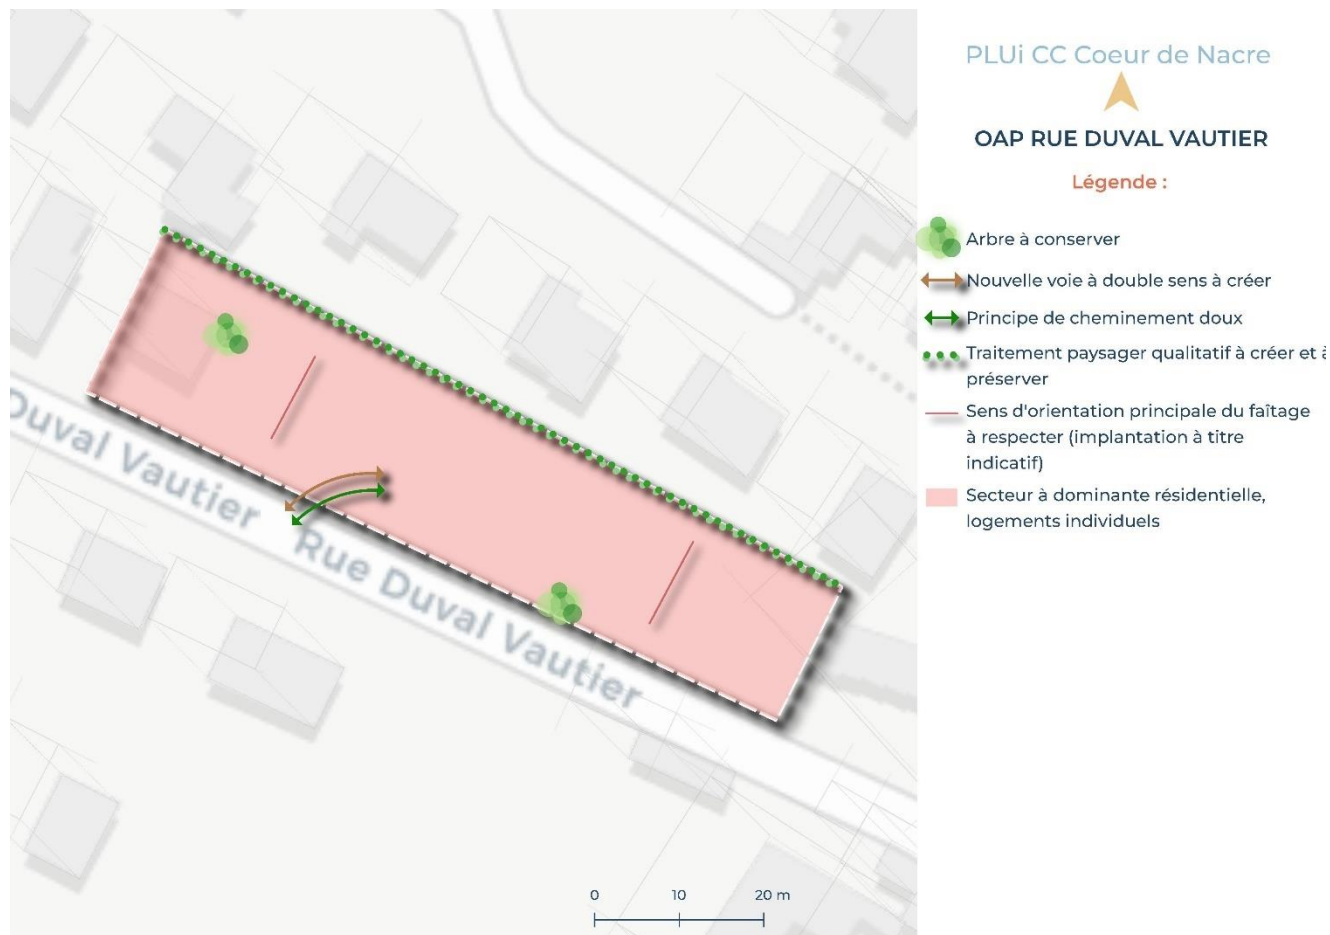 PLUi CC Coeur de Nacre
OAP RUE DUVAL VAUTIER
Légende :
Arbre à conserver
Nouvelle voie à double sens à créer
Principe de cheminement doux
Traitement paysager qualitatif à créer et à
préserver
Sens d'orientation principale du faîtage
à respecter (implantation à titre
indicatif)
Secteur à dominante résidentielle,
logements individuels
Duval Vautier
Rue Duval Vautier
0 10 20 m